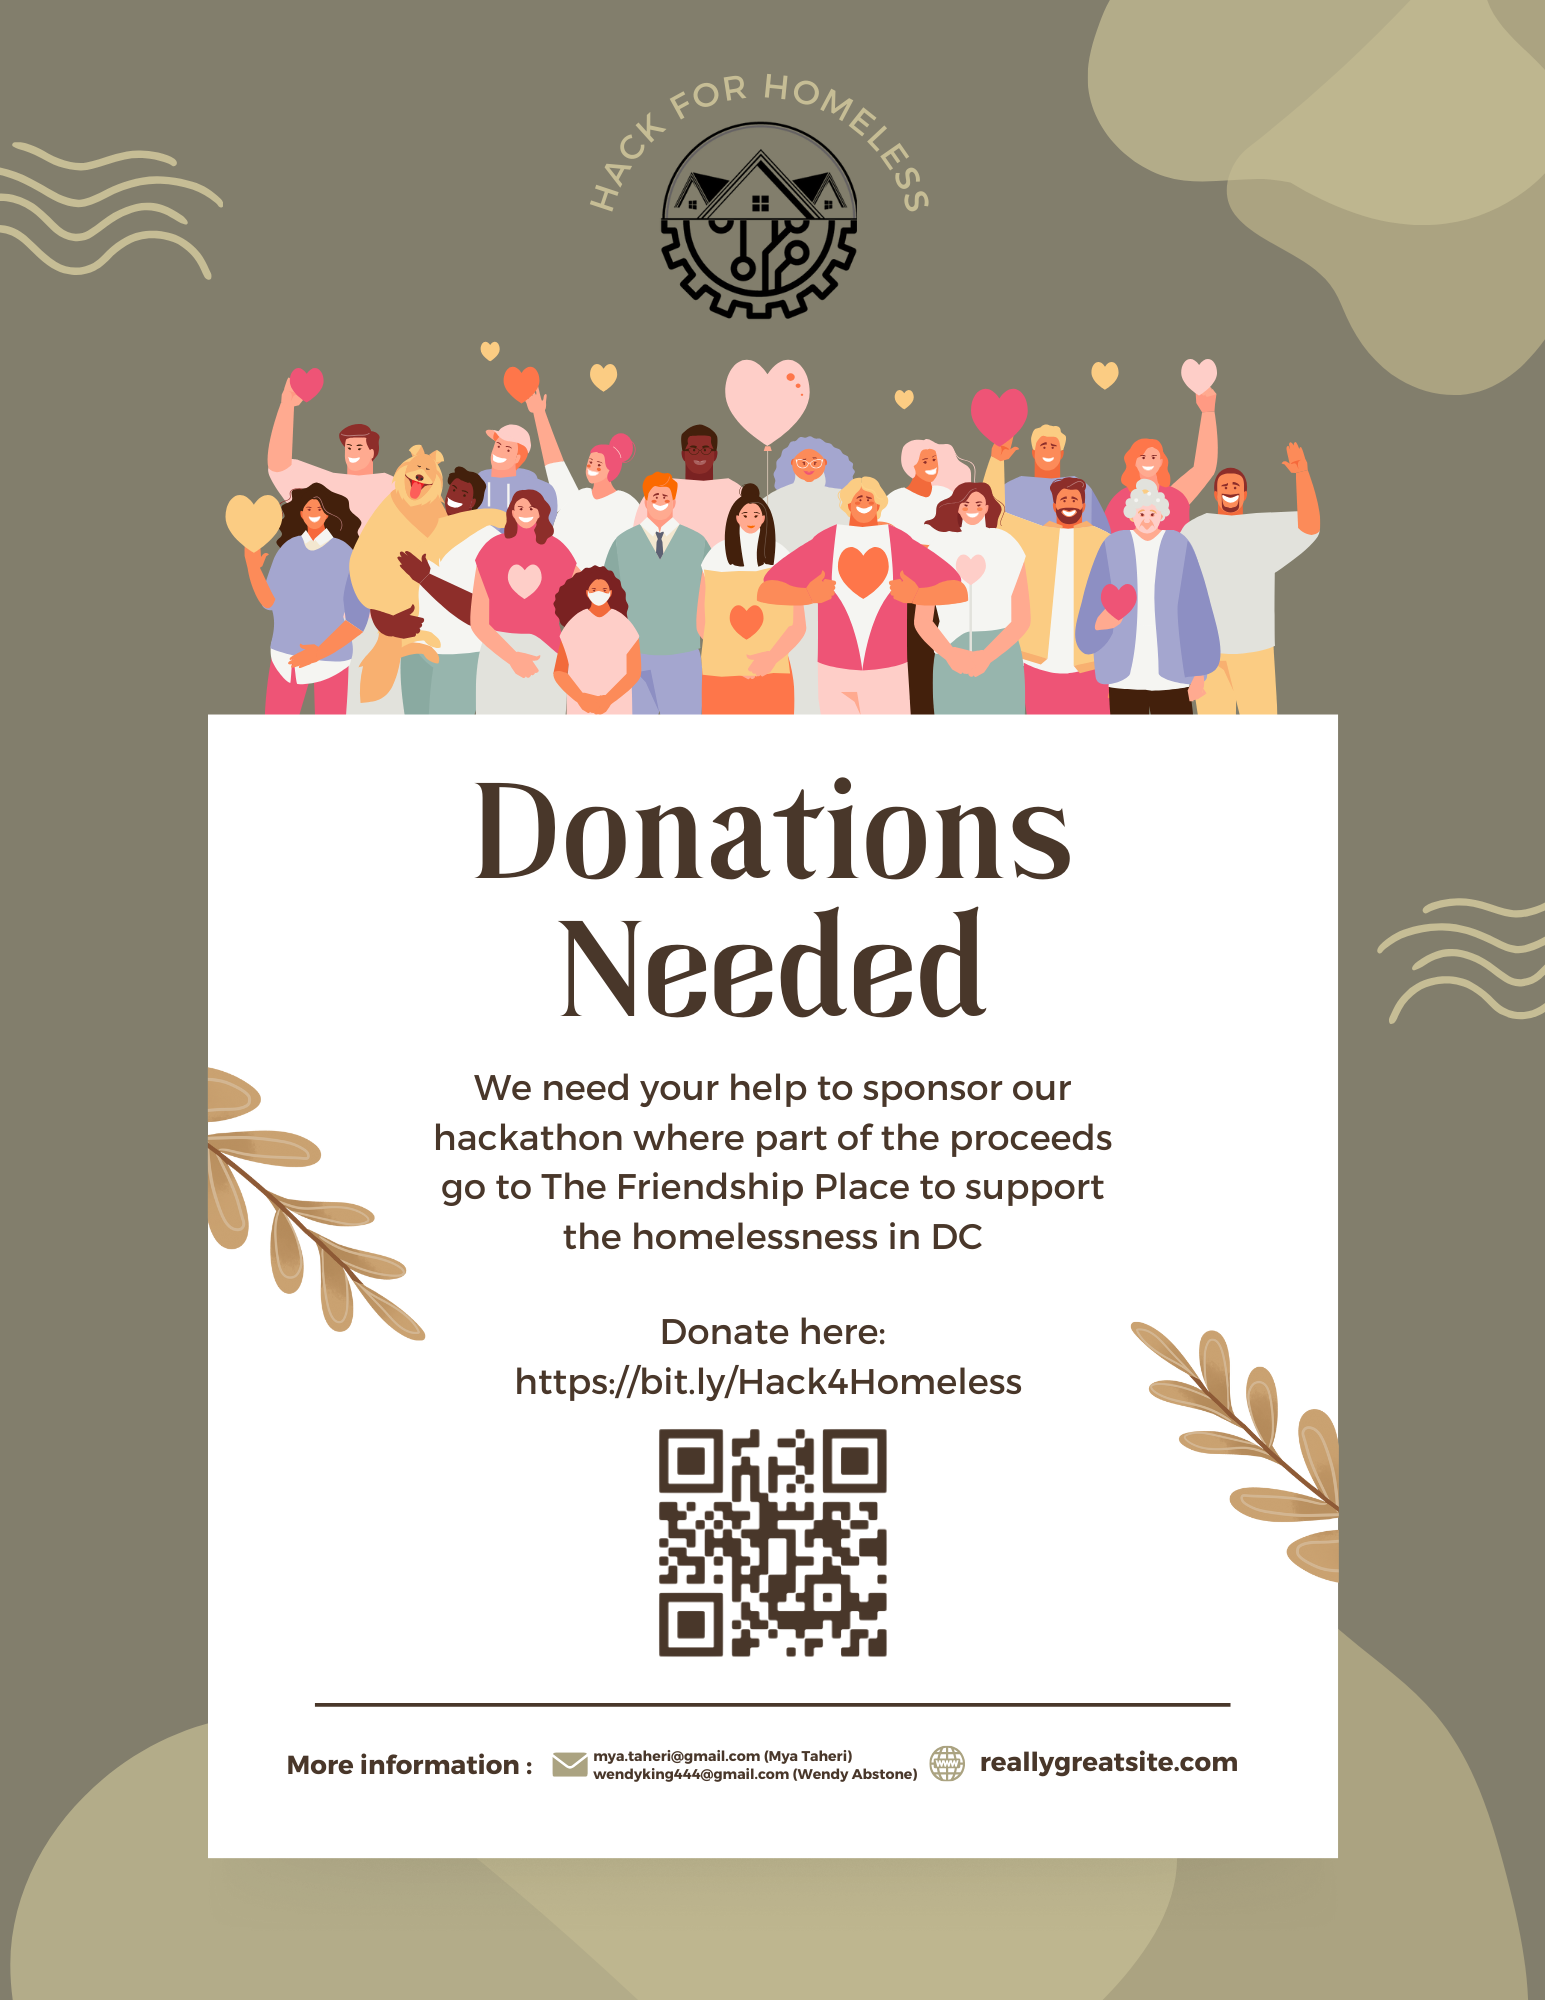 HACK FOR HOMELESS
Donations
Needed
We need your help to sponsor our
hackathon where part of the proceeds
go to The Friendship Place to support
the homelessness in DC
Donate here:
https://bit.ly/Hack4Homeless
More information :
mya.taheri@gmail.com (Mya Taheri)
wendyking444@gmail.com (Wendy Abstone)
www
reallygreatsite.com